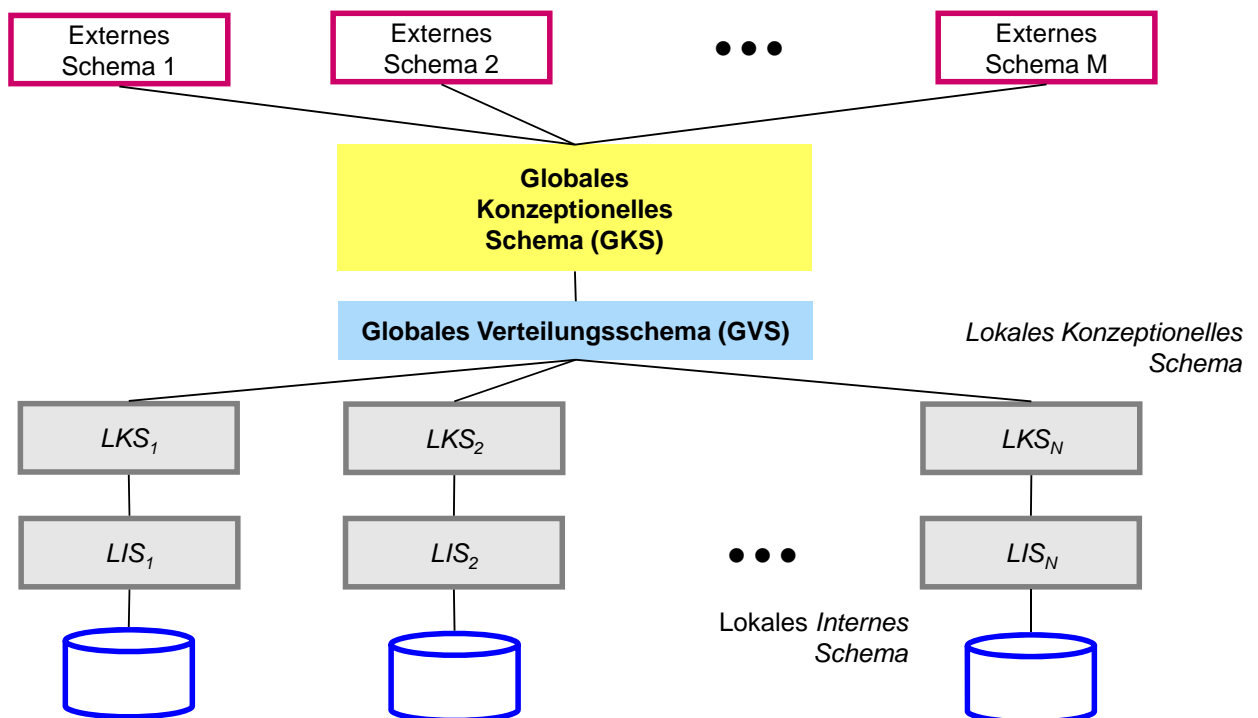 Externes
Schema 1
Externes
Schema 2
Externes
Schema M
Globales
Konzeptionelles
Schema (GKS)
Globales Verteilungsschema (GVS)
Lokales Konzeptionelles
Schema
LKS1
LKS2
LKSN
LIS1
LIS2
LISN
Lokales Internes
Schema